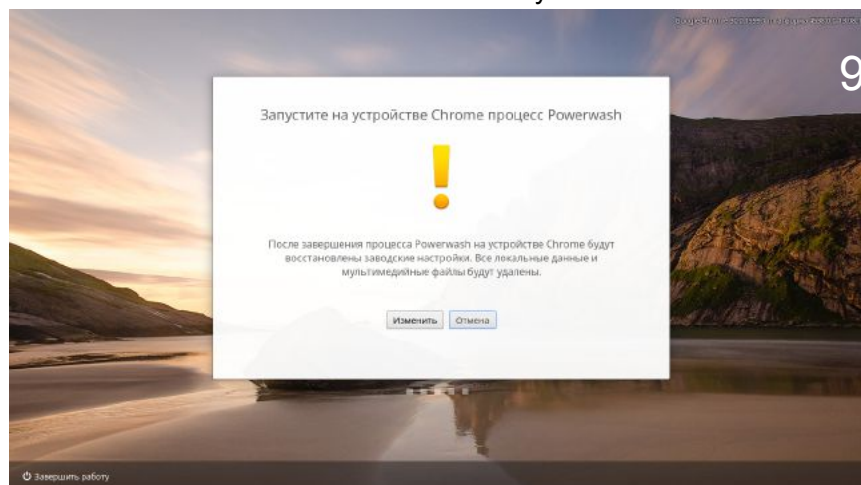 9
Запустите на устройстве Chrome процесс Powerwash
После завершения процесса Powerwash на устройстве Chrome будут
восстановлены заводские настройки. Все локальные данные и
мультимедийные файлы будут удалены.
Изменить Отмена
Завершить работу